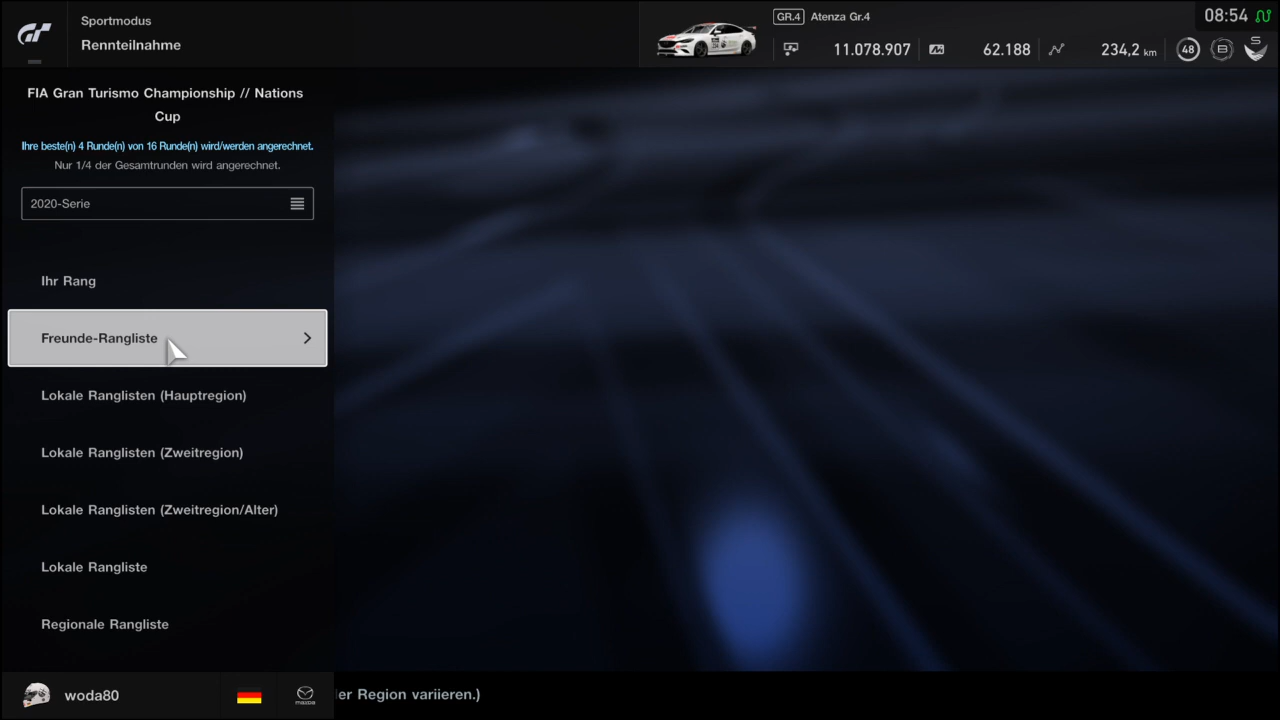 Sportmodus
Rennteilnahme
GR.4 Atenza Gr.4
08:54
11.078.907 62.188 234,2 km 48 B S
FIA Gran Turismo Championship // Nations
Cup
Ihre beste(n) 4 Runde(n) von 16 Runde(n) wird/werden angerechnet.
Nur 1/4 der Gesamtrunden wird angerechnet.
2020-Serie
Ihr Rang
Freunde-Rangliste
Lokale Ranglisten (Hauptregion)
Lokale Ranglisten (Zweitregion)
Lokale Ranglisten (Zweitregion/Alter)
Lokale Rangliste
Regionale Rangliste
woda80
mazda
er Region variieren.)